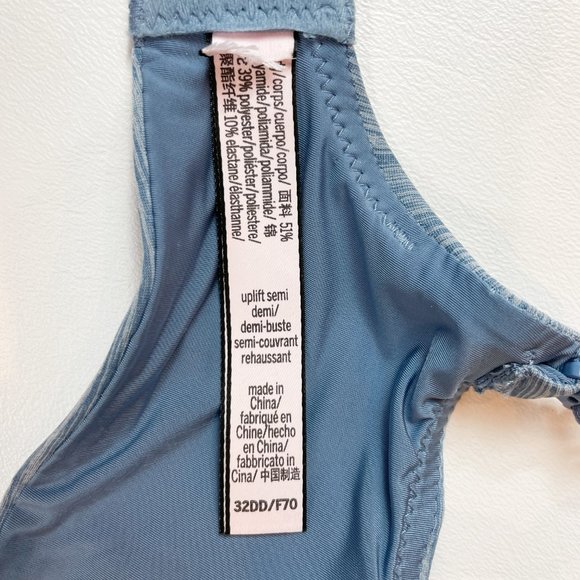 /corps/cuerpo/corpo/ 面料 51%
yamide/poliamida/poliammide/ 锦
39% polyester/poliéster/poliestere/
聚酯纤维 10% elastane/élasthanne/
uplift semi
demi/
demi-buste
semi-couvrant
rehaussant
made in
China/
fabriqué en
Chine/hecho
en China/
fabbricato in
Cina/ 中国制造
32DD/F70